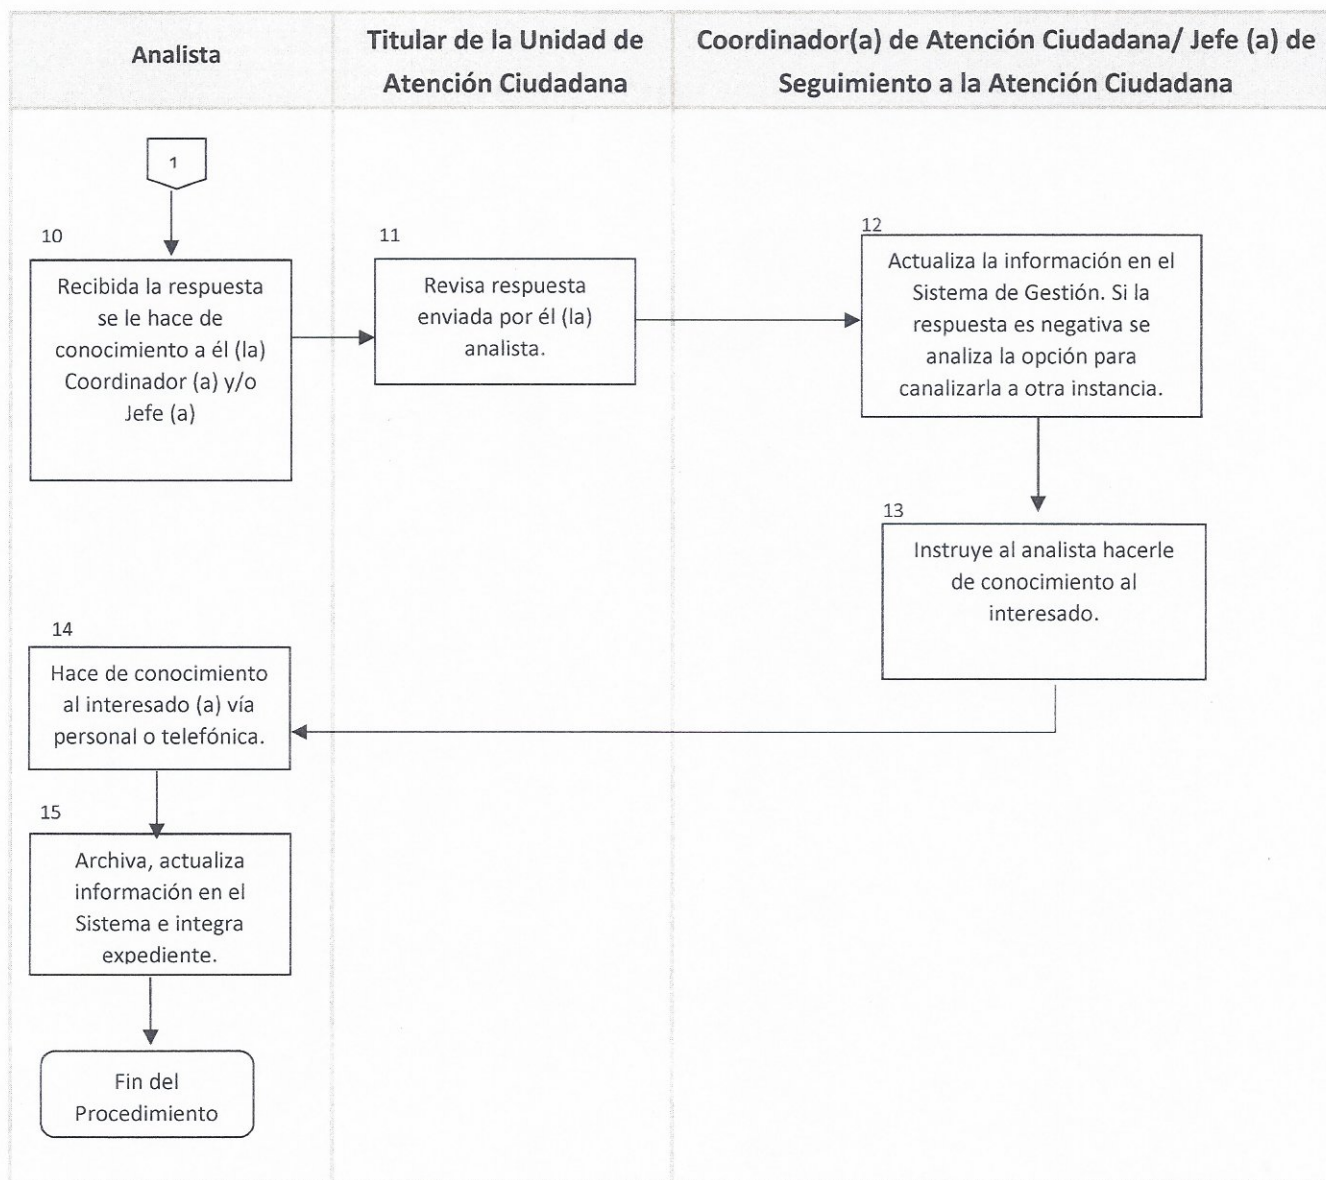 Analista
Titular de la Unidad de
Atención Ciudadana
Coordinador(a) de Atención Ciudadana/ Jefe (a) de
Seguimiento a la Atención Ciudadana
1
10
Recibida la respuesta
se le hace de
conocimiento a él (la)
Coordinador (a) y/o
Jefe (a)
11
Revisa respuesta
enviada por él (la)
analista.
12
Actualiza la información en el
Sistema de Gestión. Si la
respuesta es negativa se
analiza la opción para
canalizarla a otra instancia.
13
Instruye al analista hacerle
de conocimiento al
interesado.
14
Hace de conocimiento
al interesado (a) vía
personal o telefónica.
15
Archiva, actualiza
información en el
Sistema e integra
expediente.
Fin del
Procedimiento